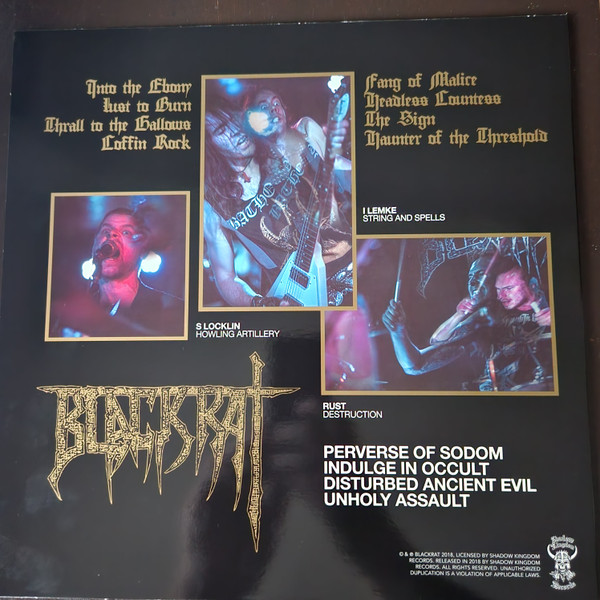 Into the Ebony
Lust to Burn
Thrall to the Gallows
Coffin Rock
Fang of Malice
Headless Countess
The Sign
Haunter of the Threshold
BATHORY
I LEMKE
STRING AND SPELLS
S LOCKLIN
HOWLING ARTILLERY
RUST
DESTRUCTION
BLACKRAT
PERVERSE OF SODOM
INDULGE IN OCCULT
DISTURBED ANCIENT EVIL
UNHOLY ASSAULT
© & ℗ BLACKRAT 2018, LICENSED BY SHADOW KINGDOM
RECORDS. RELEASED IN 2018 BY SHADOW KINGDOM
RECORDS. ALL RIGHTS RESERVED. UNAUTHORIZED
DUPLICATION IS A VIOLATION OF APPLICABLE LAWS.
Shadow
Kingdom
Records